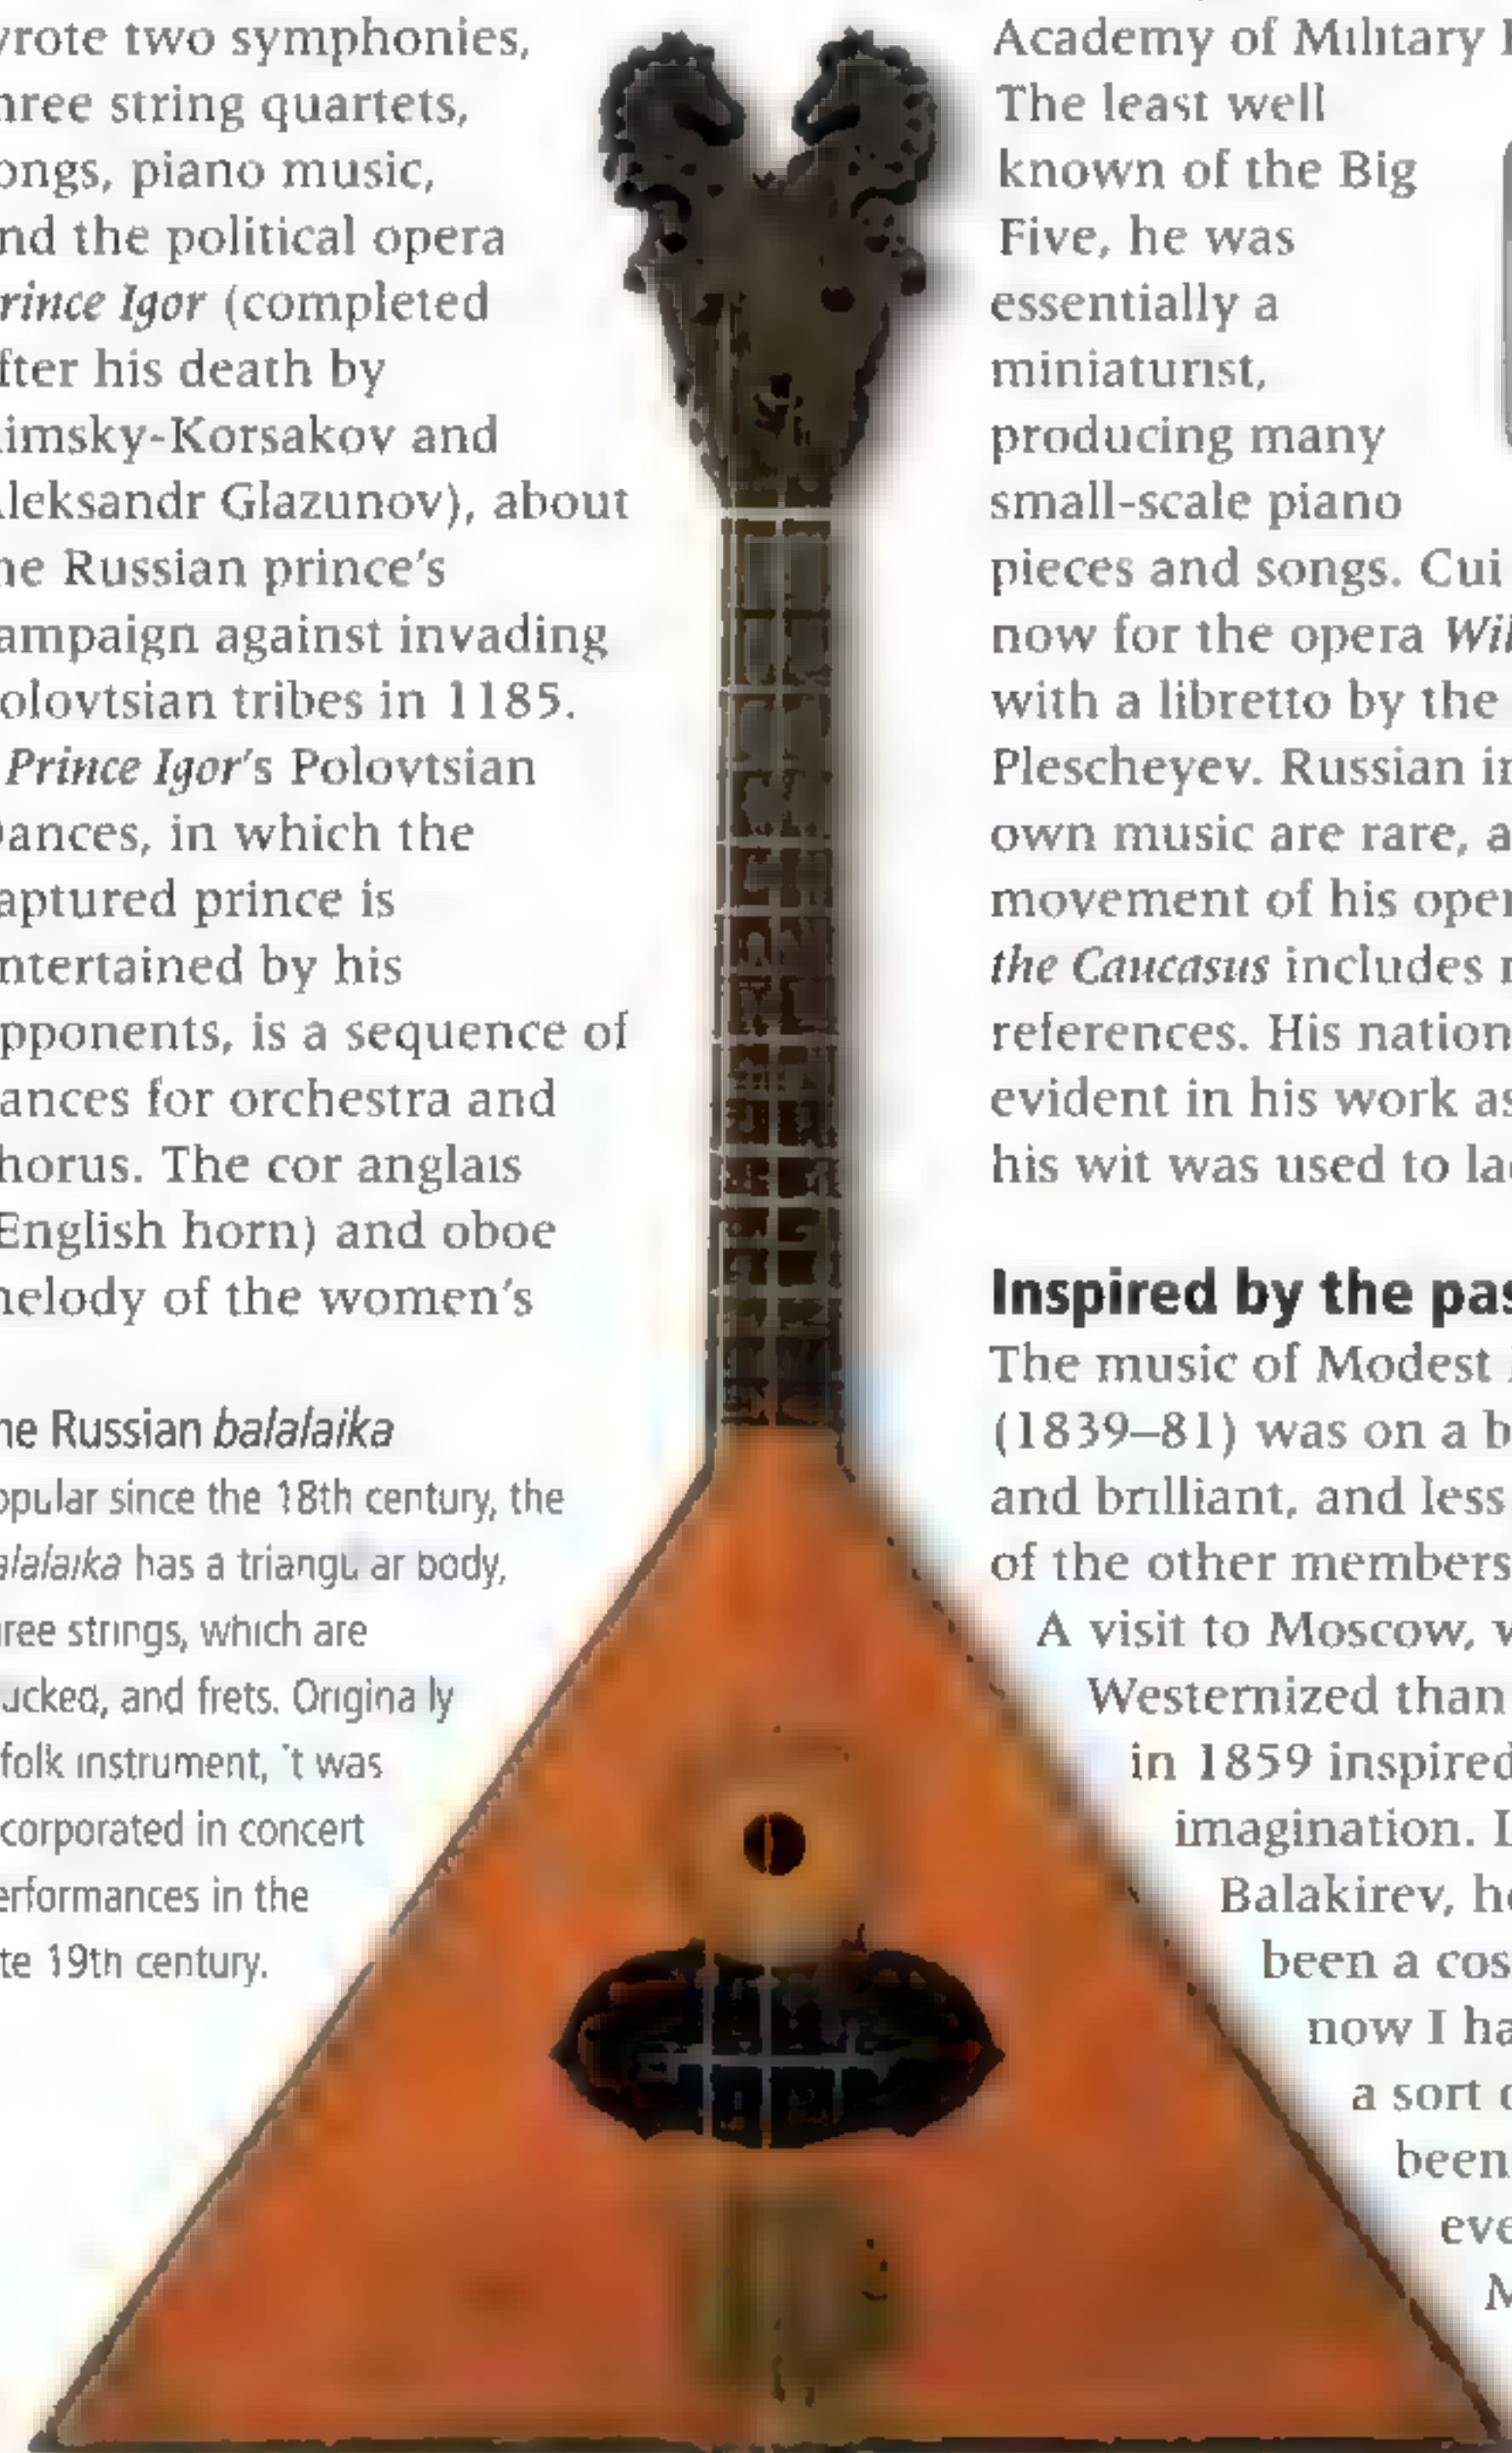 vrote two symphonies,
hree string quartets,
ongs, piano music,
nd the political opera
rince Igor (completed
fter his death by
imsky-Korsakov and
leksandr Glazunov), about
he Russian prince's
ampaign against invading
olovtsian tribes in 1185.
Prince Igor's Polovtsian
ances, in which the
aptured prince is
ntertained by his
pponents, is a sequence of
ances for orchestra and
horus. The cor anglais
English horn) and oboe
nelody of the women's
he Russian balalaika
opular since the 18th century, the
alalaika has a triangular body,
ree strings, which are
ucked, and frets. Originally
folk instrument, it was
corporated in concert
erformances in the
te 19th century.
Academy of Military
The least well
known of the Big
Five, he was
essentially a
miniaturist,
producing many
small-scale piano
pieces and songs. Cui
now for the opera Wil
with a libretto by the
Plescheyev. Russian in
own music are rare, a
movement of his oper
the Caucasus includes
references. His nation
evident in his work as
his wit was used to la
Inspired by the pas
The music of Modest
(1839–81) was on a b
and brilliant, and less
of the other members
A visit to Moscow,
Westernized than
in 1859 inspired
imagination.
Balakirev, he
been a cos
now I ha
a sort
been
eve
M